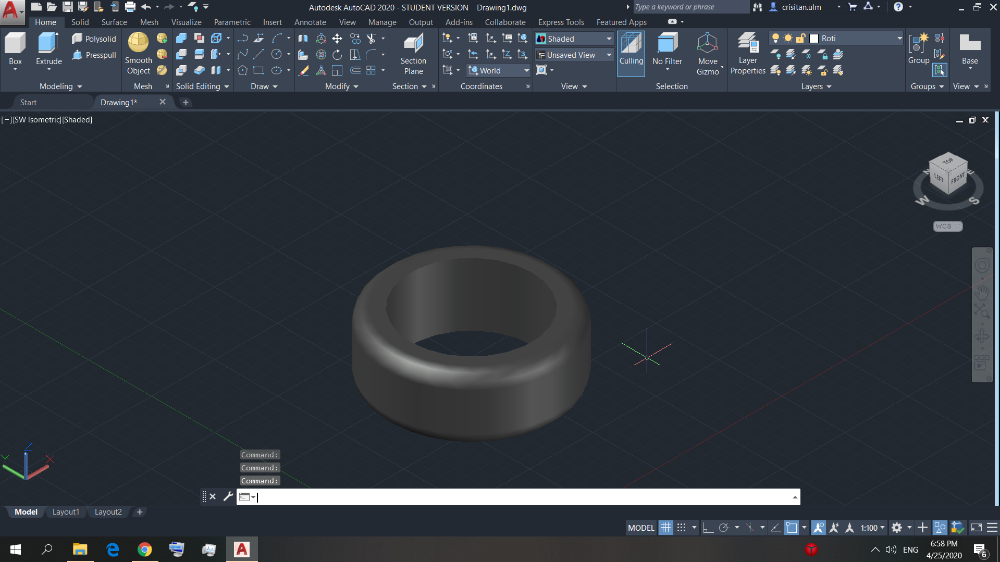 Autodesk AutoCAD 2020 - STUDENT VERSION Drawing1.dwg
Type a keyword or phrase
crisitan.ulm
Home Solid Surface Mesh Visualize Parametric Insert Annotate View Manage Output Add-ins Collaborate Express Tools Featured Apps
Box
Extrude
Polysolid
Presspull
Modeling
Smooth
Object
Mesh
Solid Editing
Draw
Modify
Section
Plane
Section
World
Coordinates
Shaded
Unsaved View
View
Culling
No Filter
Move
Gizmo
Selection
Layer
Properties
Roti
Layers
Group
Groups
Base
View
Start
Drawing1*
[−][SW Isometric][Shaded]
TOP
LEFT
FRONT
N
E
W
S
WCS
Z
Y
X
Command:
Command:
Command:
Model Layout1 Layout2
MODEL
1:100
6:58 PM
ENG
4/25/2020
6